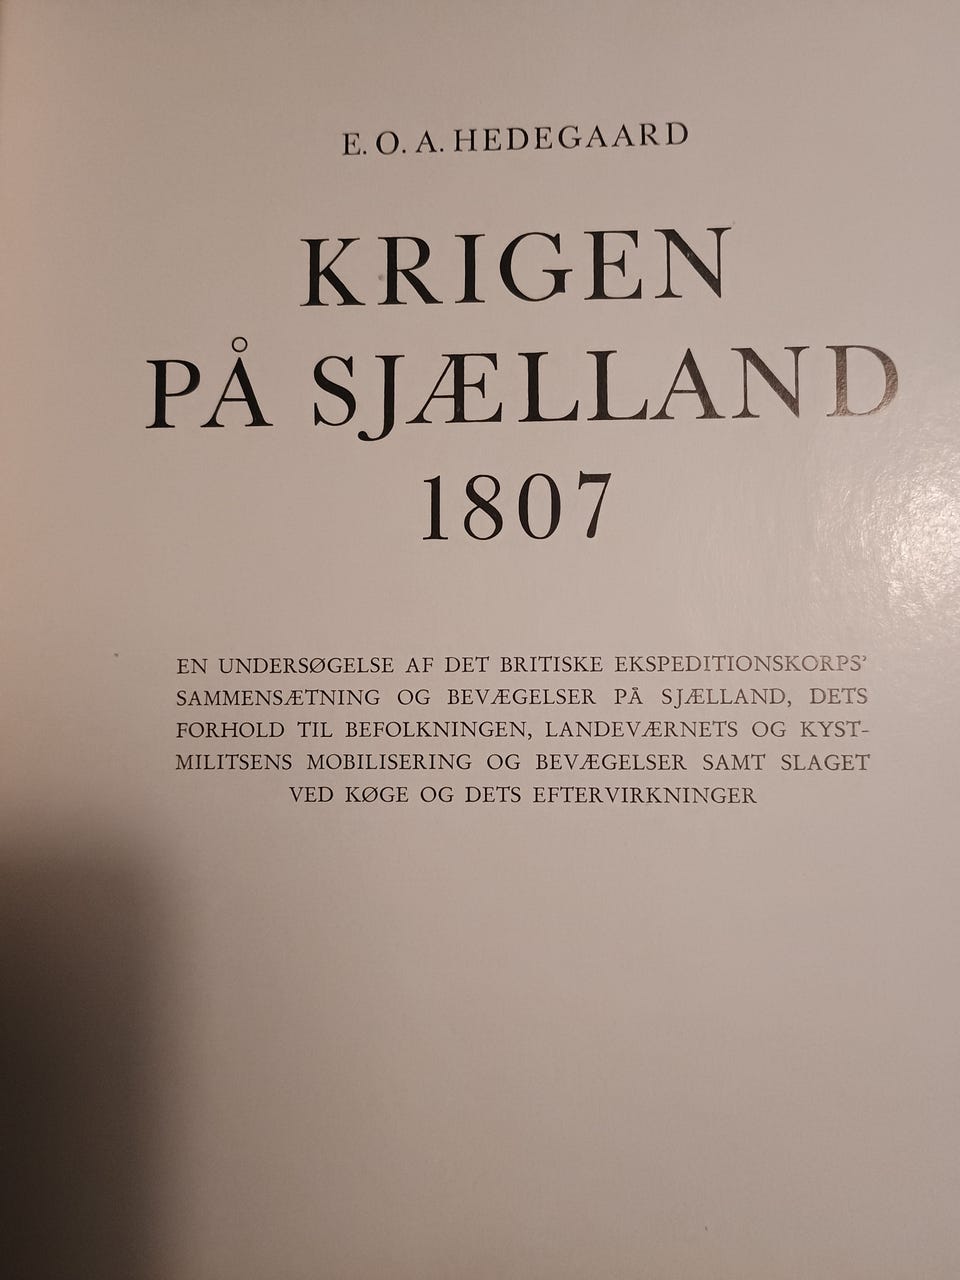 E. O. A. HEDEGAARD
KRIGEN
PÅ SJÆLLAND
1807
EN UNDERSØGELSE AF DET BRITISKE EKSPEDITIONSKORPS’
SAMMENSÆTNING OG BEVÆGELSER PÅ SJÆLLAND, DETS
FORHOLD TIL BEFOLKNINGEN, LANDEVÆRNETS OG KYST-
MILITSENS MOBILISERING OG BEVÆGELSER SAMT SLAGET
VED KØGE OG DETS EFTERVIRKNINGER